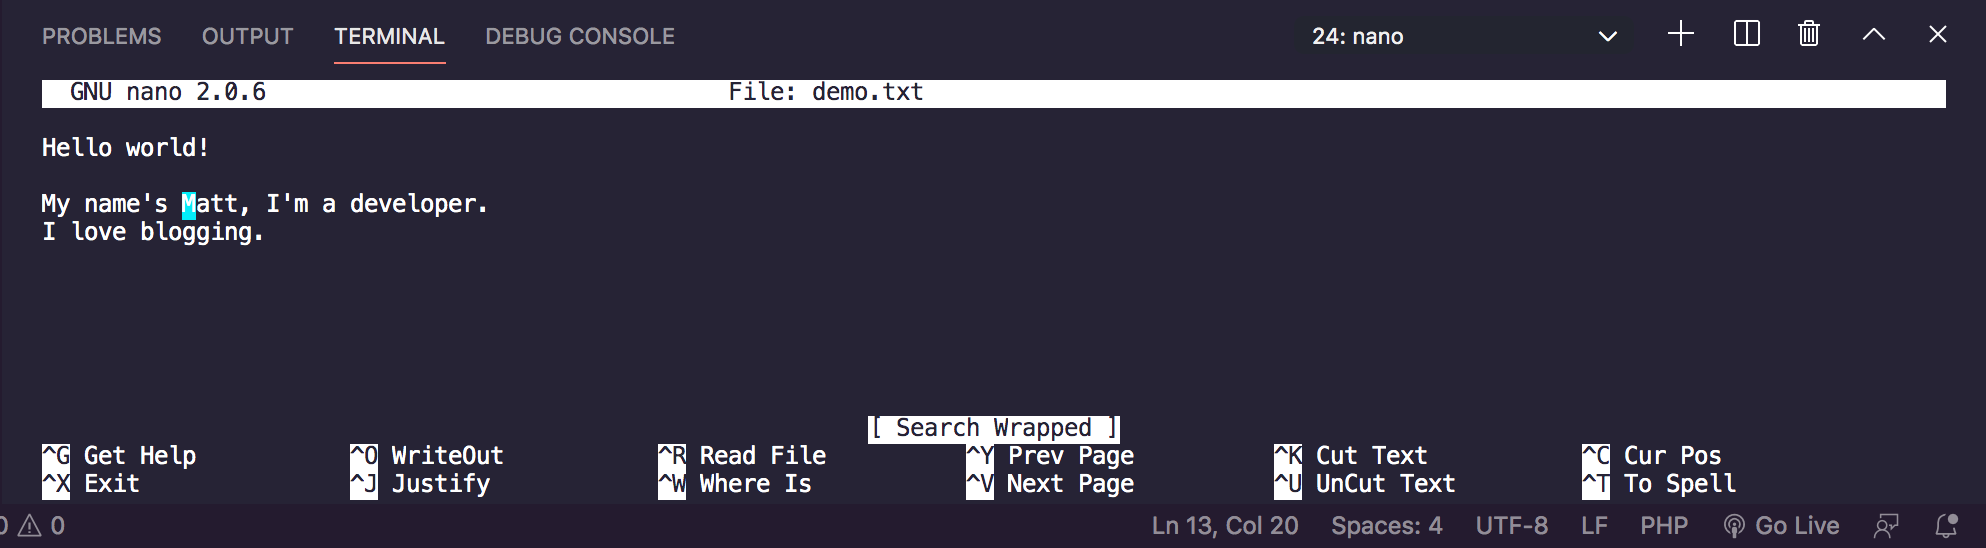 PROBLEMS OUTPUT TERMINAL DEBUG CONSOLE 24: nano
GNU nano 2.0.6 File: demo.txt
Hello world!
My name's Matt, I'm a developer.
I love blogging.
[ Search Wrapped ]
^G Get Help ^O WriteOut ^R Read File ^Y Prev Page ^K Cut Text ^C Cur Pos
^X Exit ^J Justify ^W Where Is ^V Next Page ^U UnCut Text ^T To Spell
0 0 Ln 13, Col 20 Spaces: 4 UTF-8 LF PHP Go Live